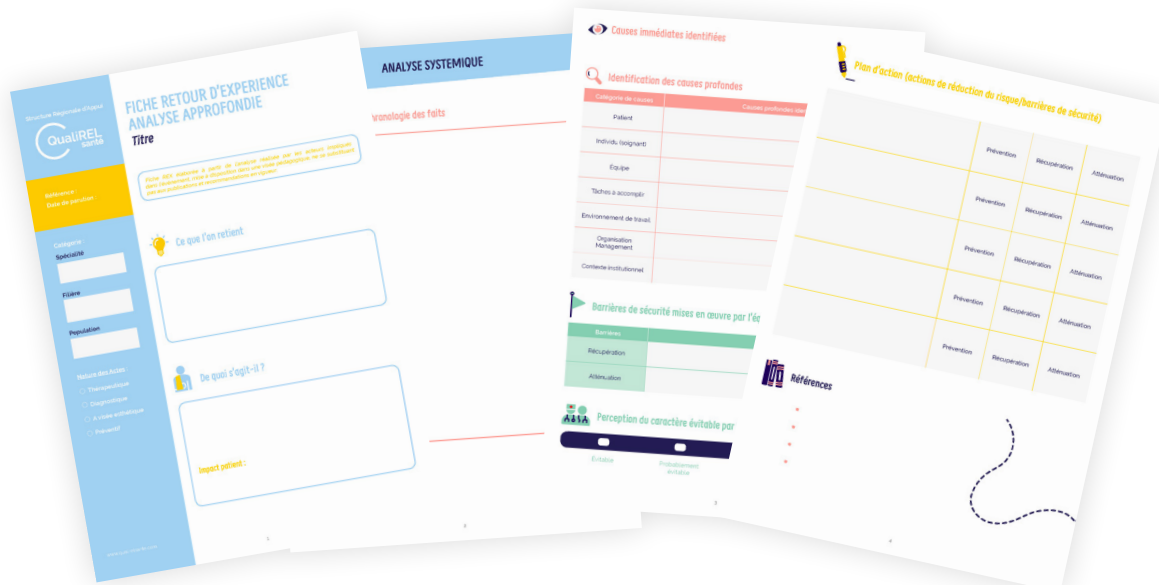 Structure Régionale d'Appui
QualiREL
santé
Référence :
Date de parution :
Catégorie :
Spécialité
Filière
Population
Nature des Actes :
Thérapeutique
Diagnostique
A visée esthétique
Préventif
FICHE RETOUR D'EXPERIENCE
ANALYSE APPROFONDIE
Titre
Ce que l'on retient
De quoi s'agit-il ?
Impact patient :
1
ANALYSE SYSTEMIQUE
ronologie des faits
2
Causes immédiates identifiées
Identification des causes profondes
Catégorie de causes
Causes profondes iden
Patient
Individu (soignant)
Equipe
Tâches à accomplir
Environnement de travail
Organisation
Management
Contexte institutionnel
Barrières de sécurité mises en œuvre par l'éq
Barrières
Récupération
Atténuation
Perception du caractère évitable par
Evitable
Probablement
évitable
3
Plan d'action (actions de réduction du risque/barrières de sécurité)
Prévention Récupération Atténuation
Prévention Récupération Atténuation
Prévention Récupération Atténuation
Prévention Récupération Atténuation
Prévention Récupération Atténuation
Références
4